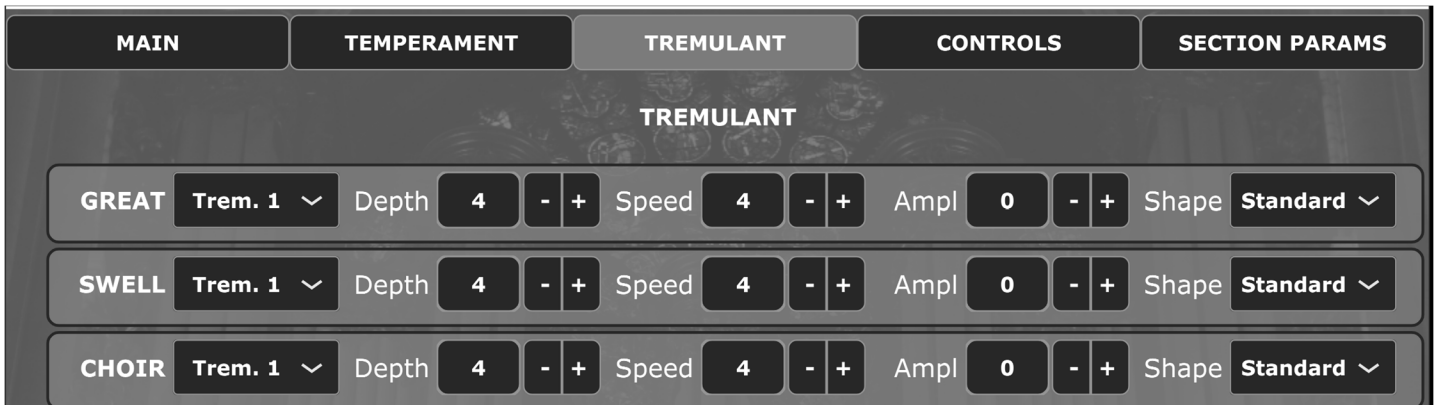 MAIN TEMPERAMENT TREMULANT CONTROLS SECTION PARAMS
TREMULANT
GREAT Trem. 1 Depth 4 - + Speed 4 - + Ampl 0 - + Shape Standard
SWELL Trem. 1 Depth 4 - + Speed 4 - + Ampl 0 - + Shape Standard
CHOIR Trem. 1 Depth 4 - + Speed 4 - + Ampl 0 - + Shape Standard